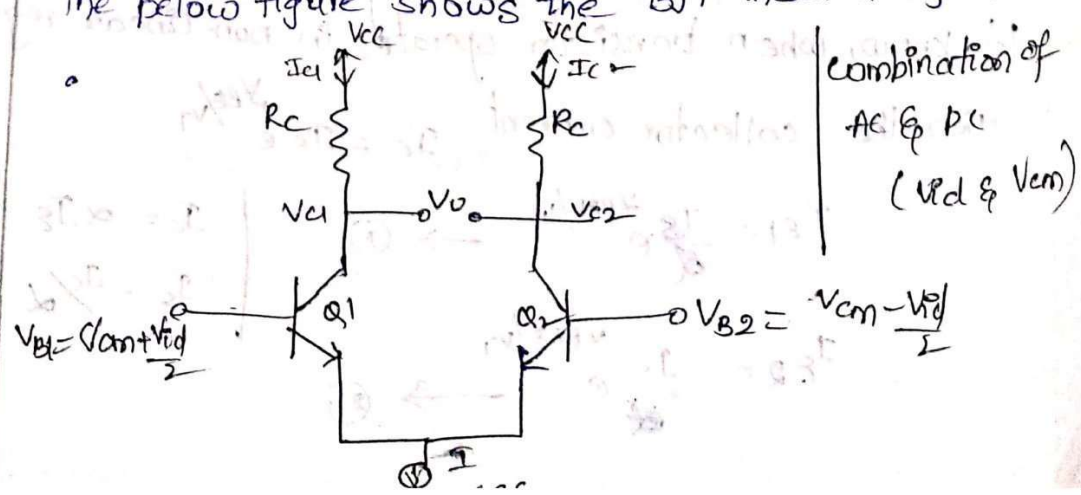 The below figure shows the
VCC VCC
IC1 IC2
RC RC
VC1 Vo VC2
Q1 Q2
VB1 = Vcm + Vid/2
VB2 = Vcm - Vid/2
I
combination of
AC & DC
(Vid & Vcm)